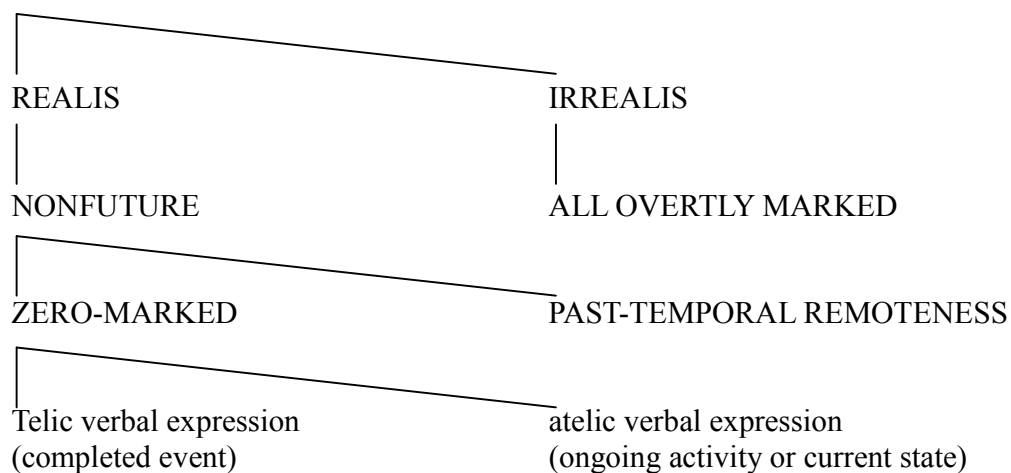 REALIS IRREALIS
NONFUTURE ALL OVERTLY MARKED
ZERO-MARKED PAST-TEMPORAL REMOTENESS
Telic verbal expression atelic verbal expression
(completed event) (ongoing activity or current state)